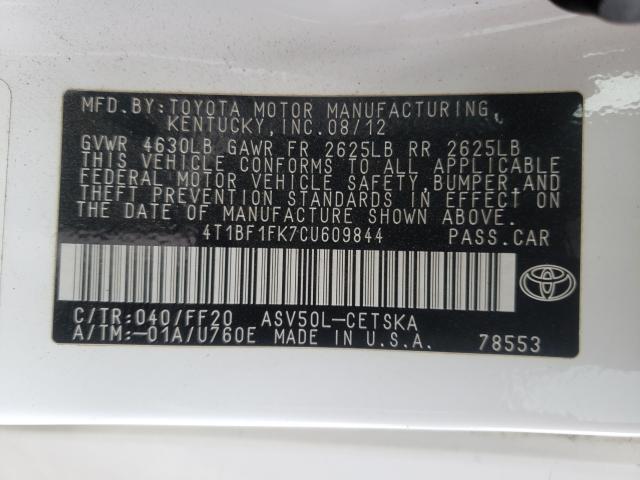 MFD.BY:TOYOTA MOTOR MANUFACTURING,
KENTUCKY,INC.08/12
GVWR 4630LB GAWR FR 2625LB RR 2625LB
THIS VEHICLE CONFORMS TO ALL APPLICABLE
FEDERAL MOTOR VEHICLE SAFETY,BUMPER,AND
THEFT PREVENTION STANDARDS IN EFFECT ON
THE DATE OF MANUFACTURE SHOWN ABOVE.
4T1BF1FK7CU609844 PASS.CAR
C/TR:040/FF20 ASV50L-CETSKA
A/TM:-01A/U760E MADE IN U.S.A. 78553